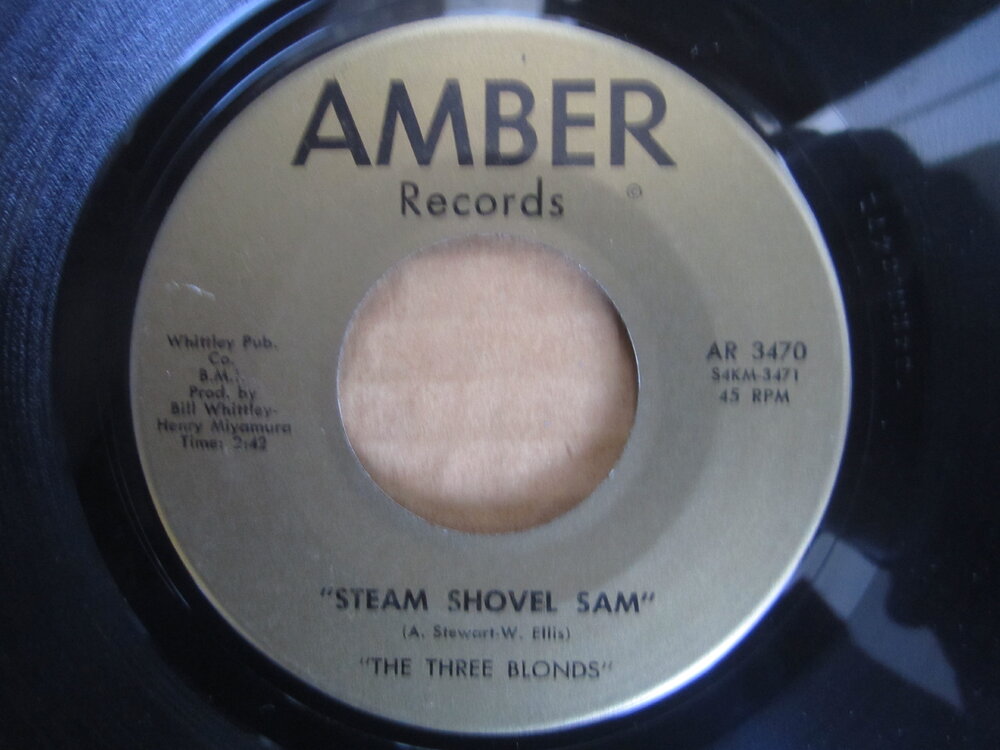 AMBER
Records
©
Whittley Pub.
Co.
B.M.I.
Prod. by
Bill Whittley-
Henry Miyamura
Time: 2:42
AR 3470
S4KM-3471
45 RPM
"STEAM SHOVEL SAM"
(A. Stewart-W. Ellis)
"THE THREE BLONDS"